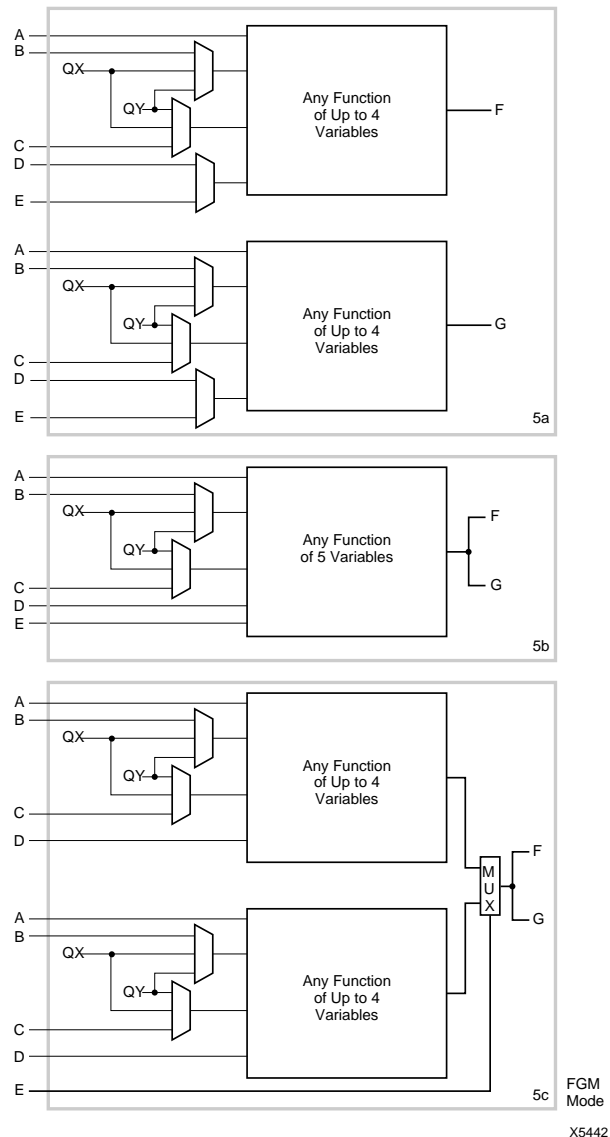 A
B
QX
QY
C
D
E
Any Function
of Up to 4
Variables
F
A
B
QX
QY
C
D
E
Any Function
of Up to 4
Variables
G
5a
A
B
QX
QY
C
D
E
Any Function
of 5 Variables
F
G
5b
A
B
QX
QY
C
D
Any Function
of Up to 4
Variables
M
U
X
F
G
A
B
QX
QY
C
D
E
Any Function
of Up to 4
Variables
5c
FGM
Mode
X5442